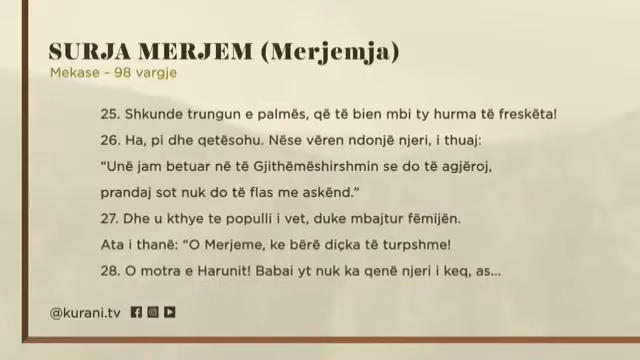 SURJA MERJEM (Merjemja)
Mekase - 98 vargje
25. Shkunde trungun e palmës, që të bien mbi ty hurma të freskëta!
26. Ha, pi dhe qetësohu. Nëse vëren ndonjë njeri, i thuaj:
“Unë jam betuar në të Gjithëmëshirshmin se do të agjëroj,
prandaj sot nuk do të flas me askënd.”
27. Dhe u kthye te populli i vet, duke mbajtur fëmijën.
Ata i thanë: “O Merjeme, ke bërë diçka të turpshme!
28. O motra e Harunit! Babai yt nuk ka qenë njeri i keq, as...
@kurani.tv